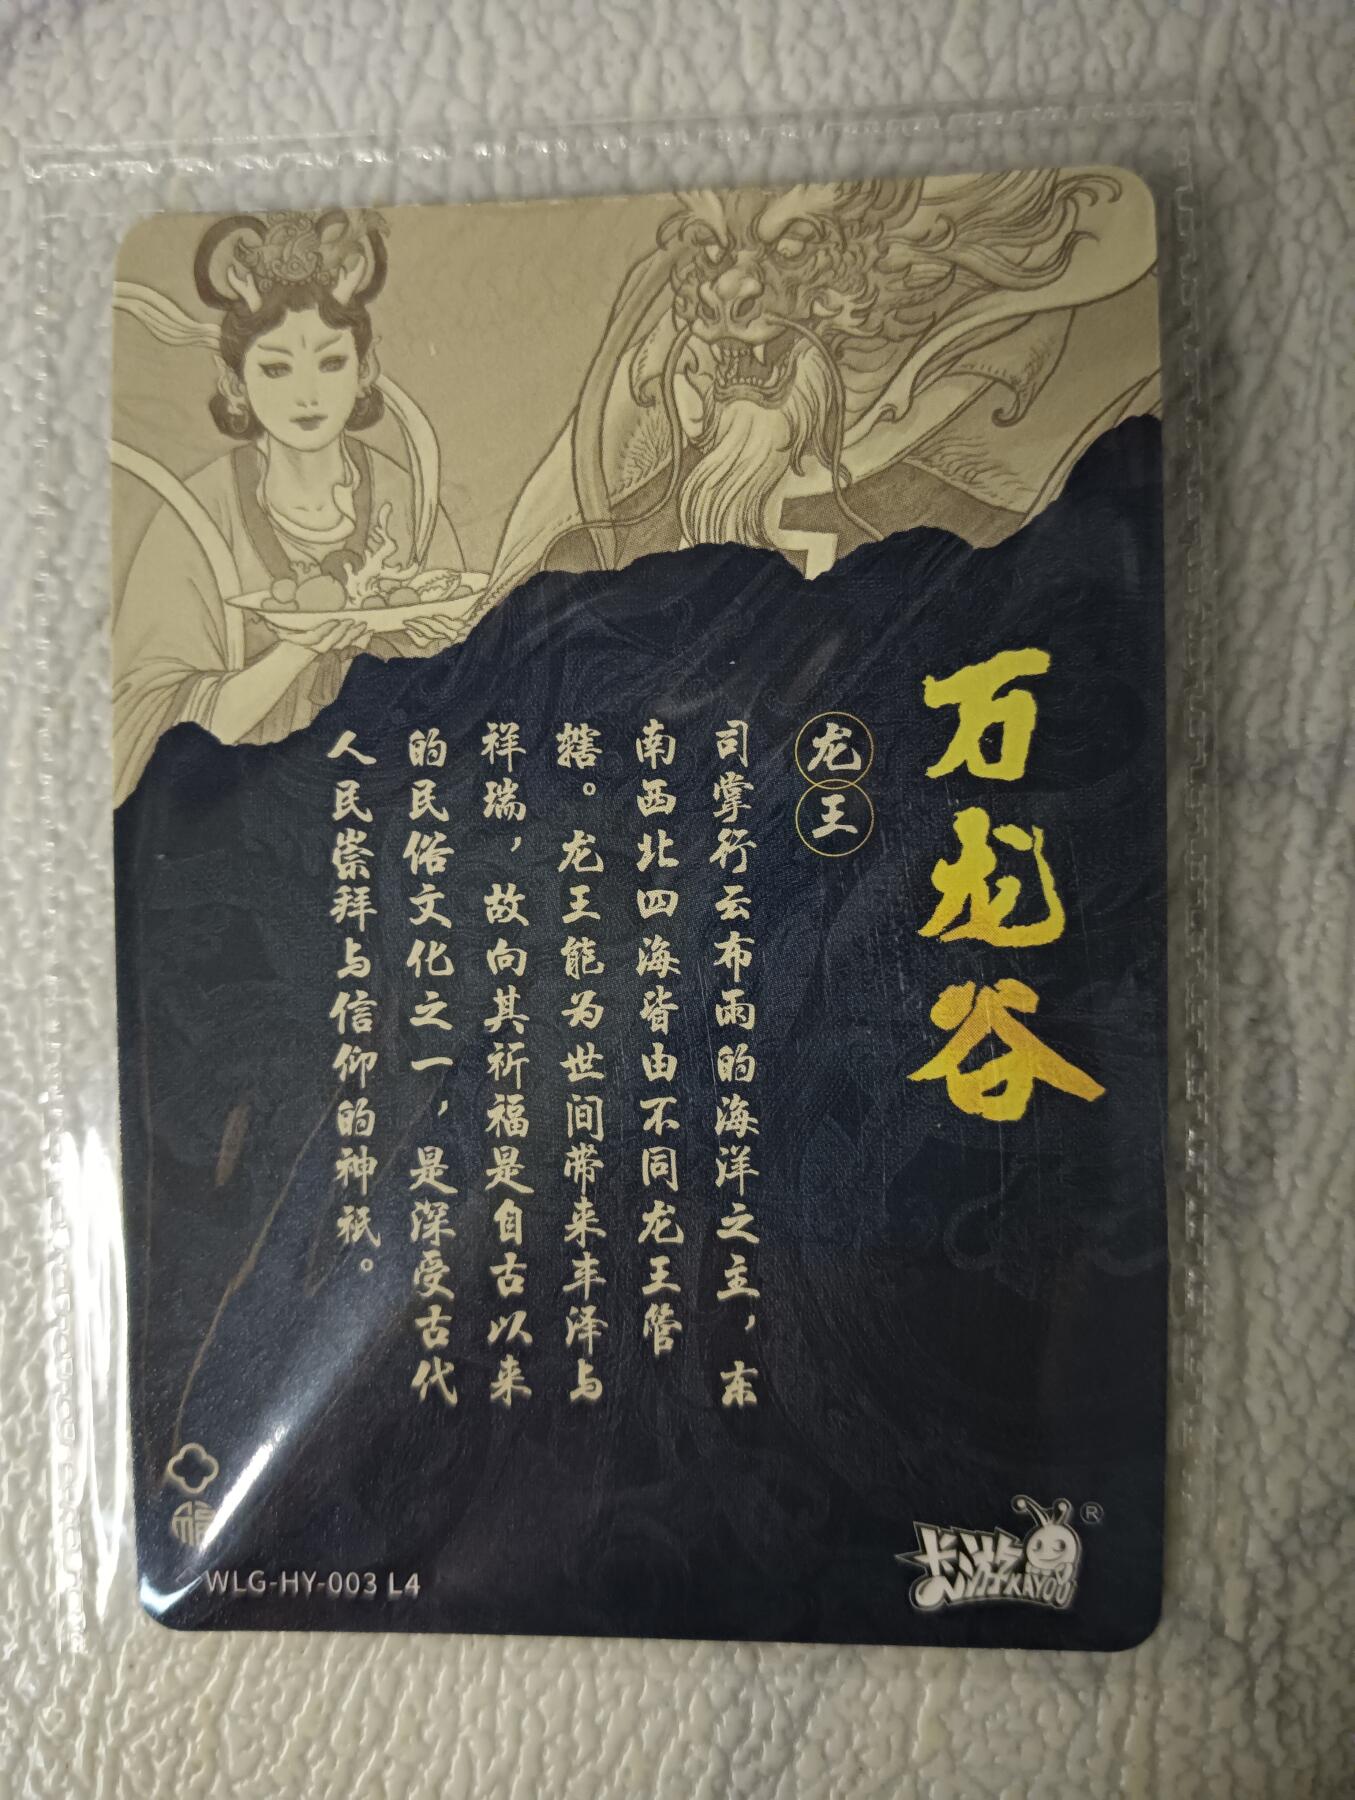 万龙谷
龙王
司掌行云布雨的海洋之主，东
南西北四海皆由不同龙王管
辖。龙王能为世间带来丰泽与
祥瑞，故向其祈福是自古以来
的民俗文化之一，是深受古代
人民崇拜与信仰的神祇。
福
WLG-HY-003 L4
卡游
KAYOU
®